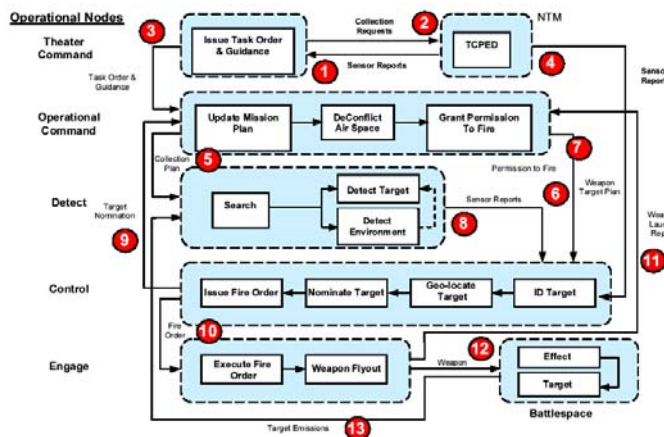 Operational Nodes
Theater
Command
3
Issue Task Order
& Guidance
Collection
Requests
2
NTM
TCPED
1
Sensor Reports
4
Task Order &
Guidance
Operational
Command
Update Mission
Plan
DeConflict
Air Space
Grant Permission
To Fire
7
Collection
Plan
5
Permission to Fire
6
Weapon
Target Plan
Detect
Search
Detect Target
Detect
Environment
8
Sensor Reports
Target
Nomination
9
11
Control
Issue Fire Order
Nominate Target
Geo-locate
Target
ID Target
Fire
Order
10
Engage
Execute Fire
Order
Weapon Flyout
12
Weapon
Effect
Target
Battlespace
Target Emissions
13